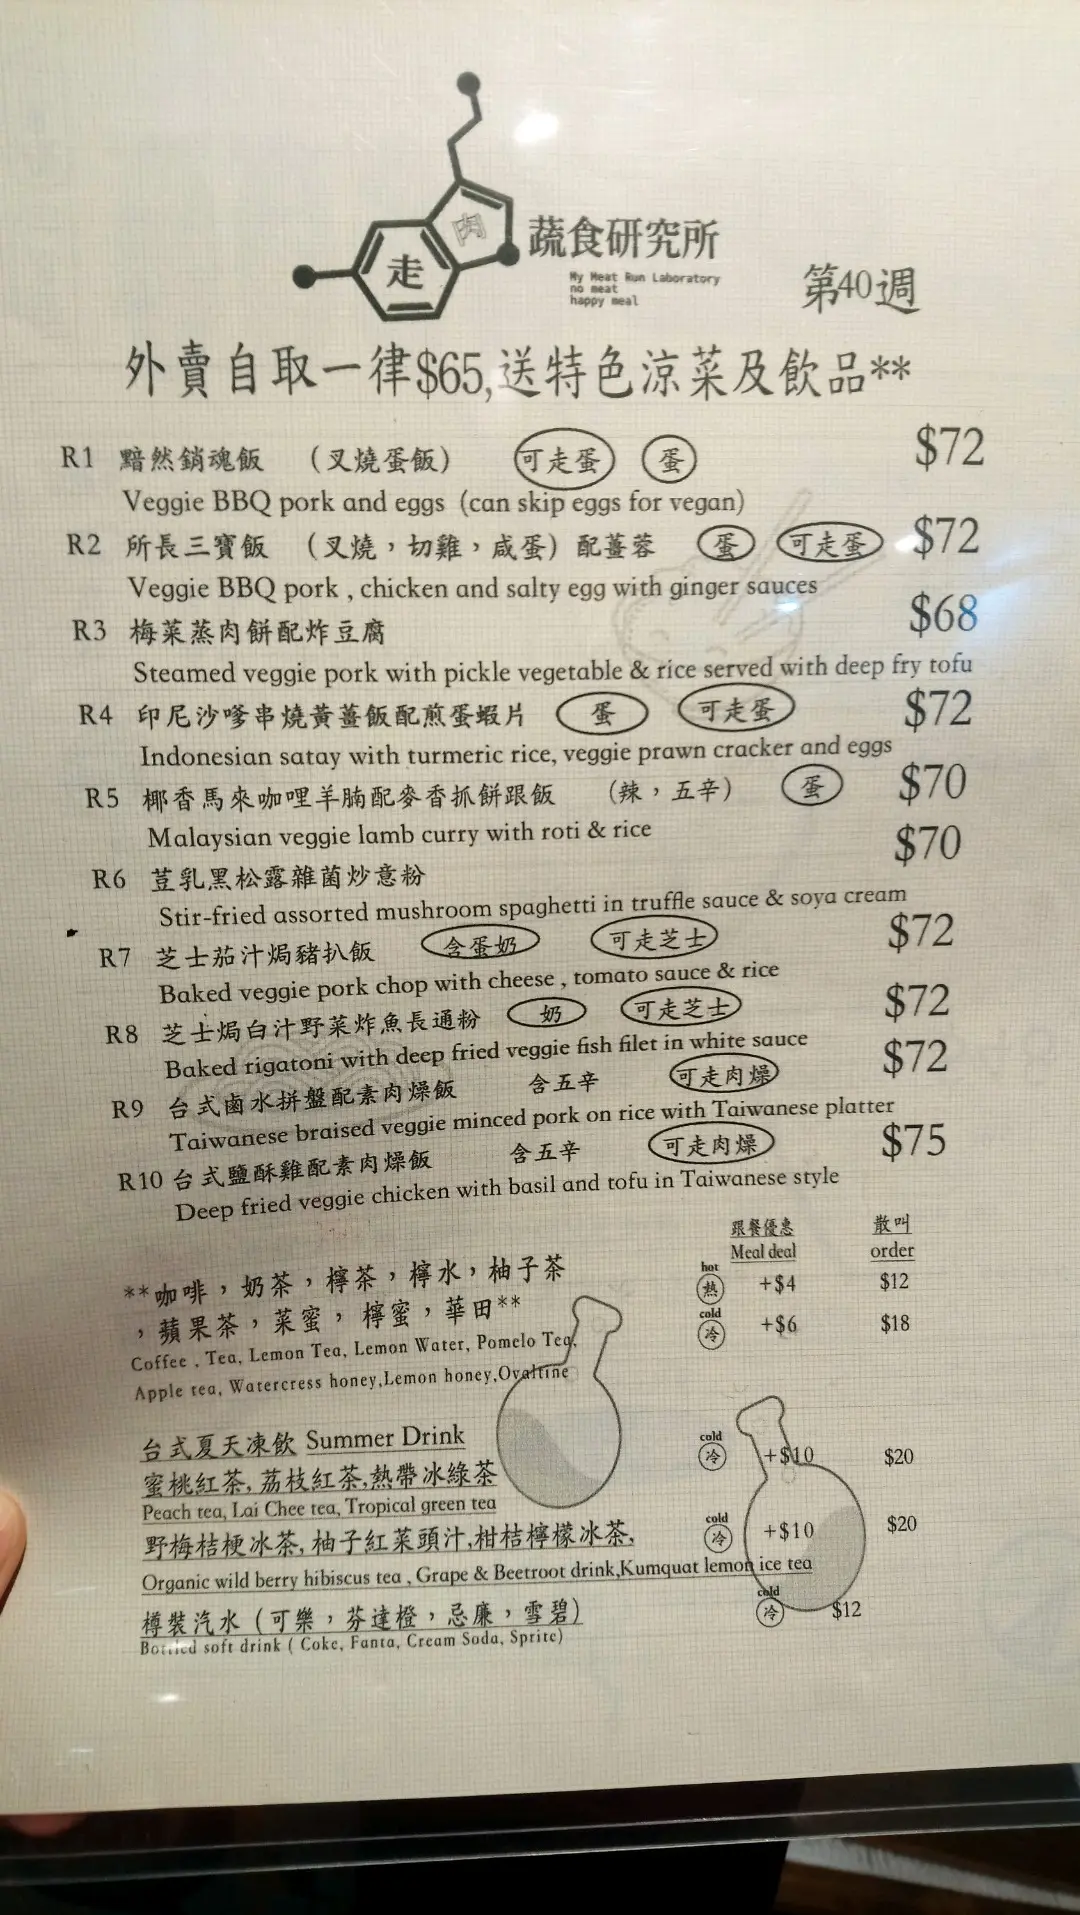 走
肉
蔬食研究所
My Meat Run Laboratory
no meat
happy meal
第40週
外賣自取一律$65,送特色涼菜及飲品**
R1 黯然銷魂飯 (叉燒蛋飯) 可走蛋 蛋 $72
Veggie BBQ pork and eggs (can skip eggs for vegan)
R2 所長三寶飯 (叉燒,切雞,咸蛋) 配薑蓉 蛋 可走蛋 $72
Veggie BBQ pork , chicken and salty egg with ginger sauces
R3 梅菜蒸肉餅配炸豆腐 $68
Steamed veggie pork with pickle vegetable & rice served with deep fry tofu
R4 印尼沙嗲串燒黃薑飯配煎蛋蝦片 蛋 可走蛋 $72
Indonesian satay with turmeric rice, veggie prawn cracker and eggs
R5 椰香馬來咖哩羊腩配麥香抓餅跟飯 (辣,五辛) 蛋 $70
Malaysian veggie lamb curry with roti & rice
R6 荳乳黑松露雜菌炒意粉 $70
Stir-fried assorted mushroom spaghetti in truffle sauce & soya cream
R7 芝士茄汁焗豬扒飯 含蛋奶 可走芝士 $72
Baked veggie pork chop with cheese , tomato sauce & rice
R8 芝士焗白汁野菜炸魚長通粉 奶 可走芝士 $72
Baked rigatoni with deep fried veggie fish filet in white sauce
R9 台式鹵水拼盤配素肉燥飯 含五辛 可走肉燥 $72
Taiwanese braised veggie minced pork on rice with Taiwanese platter
R10 台式鹽酥雞配素肉燥飯 含五辛 可走肉燥 $75
Deep fried veggie chicken with basil and tofu in Taiwanese style
跟餐優惠 散叫
Meal deal order
**咖啡,奶茶,檸茶,檸水,柚子茶 hot 熱 +$4 $12
,蘋果茶,菜蜜,檸蜜,華田** cold 冷 +$6 $18
Coffee , Tea, Lemon Tea, Lemon Water, Pomelo Tea,
Apple tea, Watercress honey,Lemon honey,Ovaltine
台式夏天凍飲 Summer Drink cold 冷 +$10 $20
蜜桃紅茶, 荔枝紅茶,熱帶冰綠茶
Peach tea, Lai Chee tea, Tropical green tea
野梅桔梗冰茶, 柚子紅菜頭汁,柑桔檸檬冰茶, cold 冷 +$10 $20
Organic wild berry hibiscus tea , Grape & Beetroot drink,Kumquat lemon ice tea
樽裝汽水 (可樂,芬達橙,忌廉,雪碧) cold 冷 $12
Bottled soft drink ( Coke, Fanta, Cream Soda, Sprite)